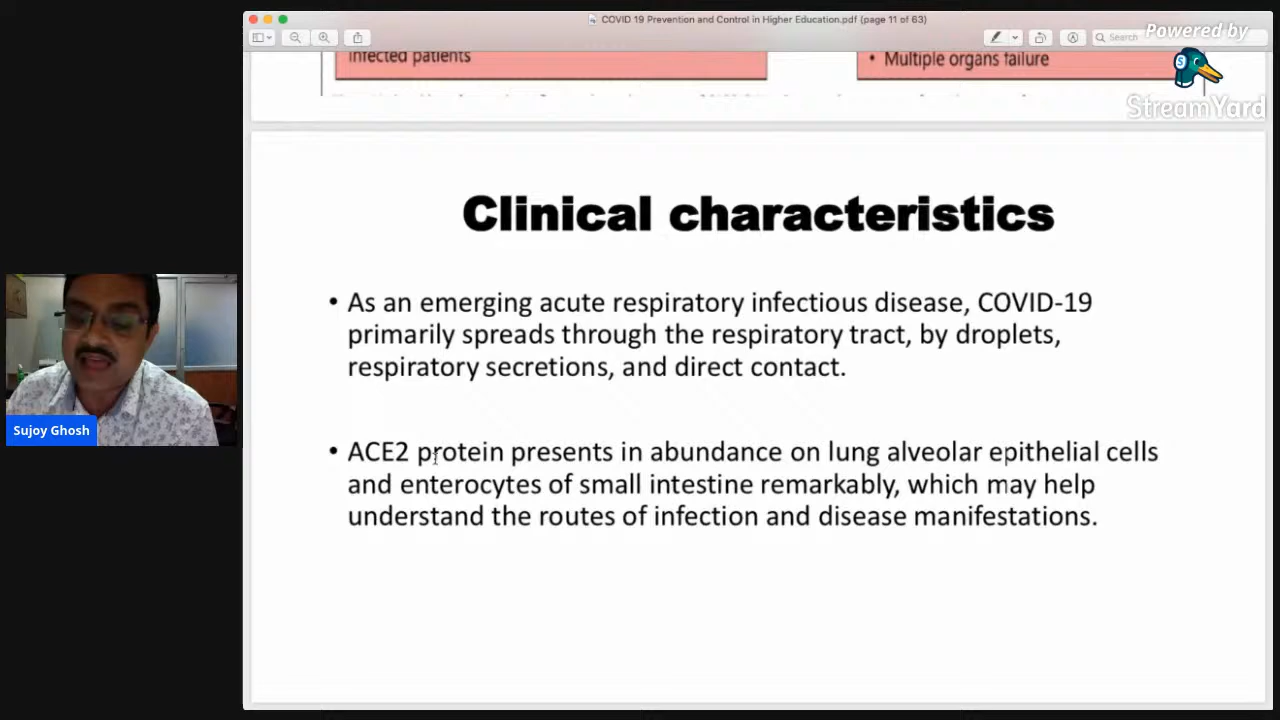 COVID 19 Prevention and Control in Higher Education.pdf (page 11 of 63)
Search
Powered by
S
StreamYard
Infected patients
• Multiple organs failure
Clinical characteristics
• As an emerging acute respiratory infectious disease, COVID-19
primarily spreads through the respiratory tract, by droplets,
respiratory secretions, and direct contact.
• ACE2 protein presents in abundance on lung alveolar epithelial cells
and enterocytes of small intestine remarkably, which may help
understand the routes of infection and disease manifestations.
Sujoy Ghosh